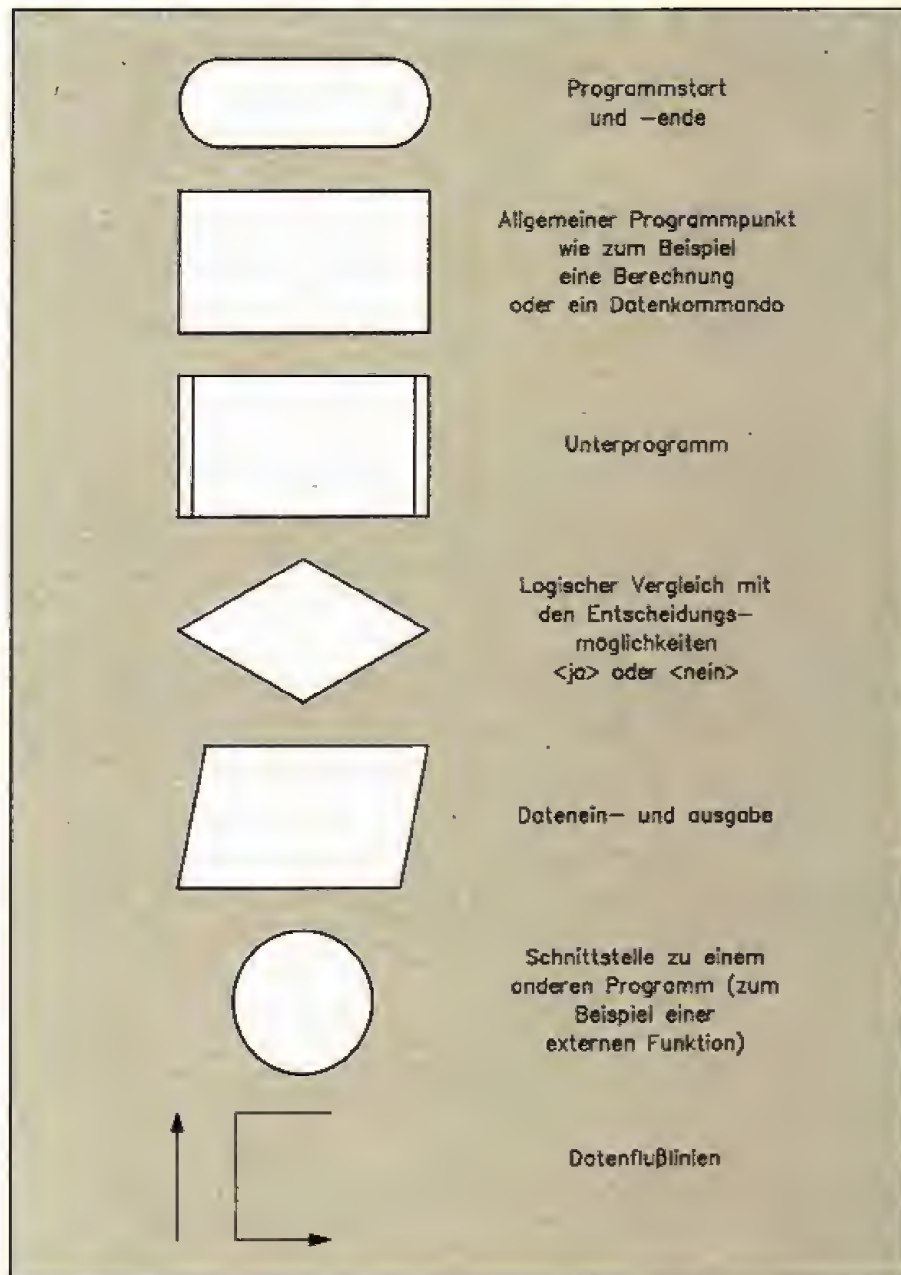 Programmstart
und -ende
Allgemeiner Programmpunkt
wie zum Beispiel
eine Berechnung
oder ein Datenkommando
Unterprogramm
Logischer Vergleich mit
den Entscheidungs-
möglichkeiten
<ja> oder <nein>
Datenein- und ausgabe
Schnittstelle zu einem
anderen Programm (zum
Beispiel einer
externen Funktion)
Datenflußlinien